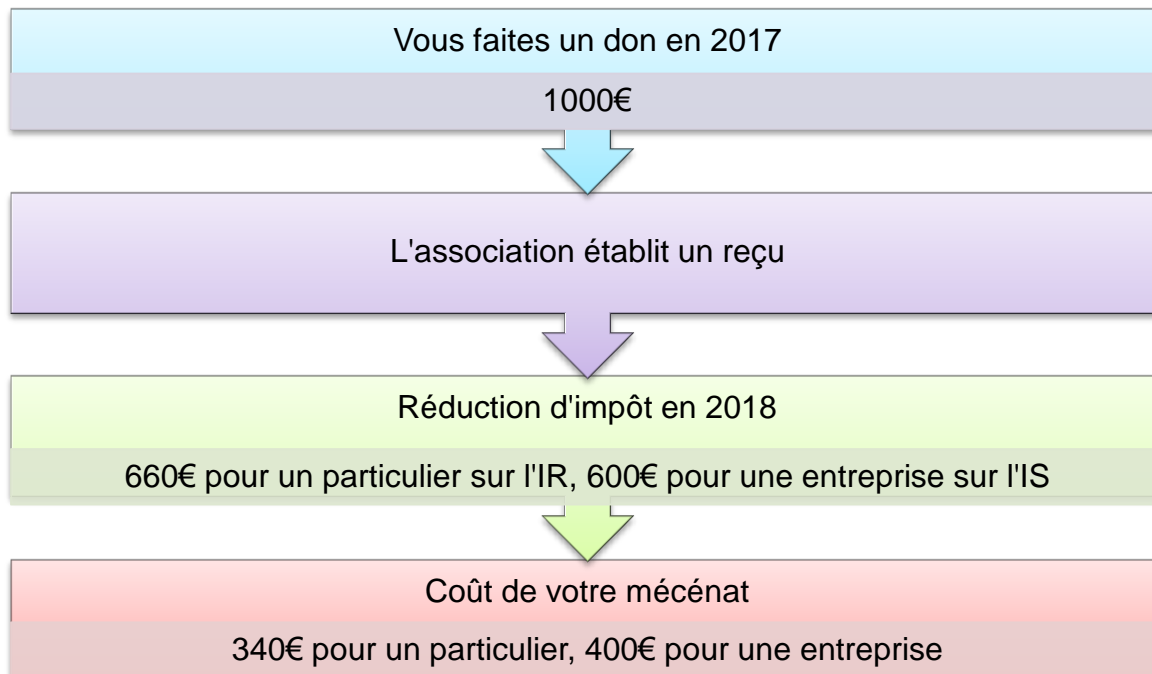 Vous faites un don en 2017
1000€
L'association établit un reçu
Réduction d'impôt en 2018
660€ pour un particulier sur l'IR, 600€ pour une entreprise sur l'IS
Coût de votre mécénat
340€ pour un particulier, 400€ pour une entreprise